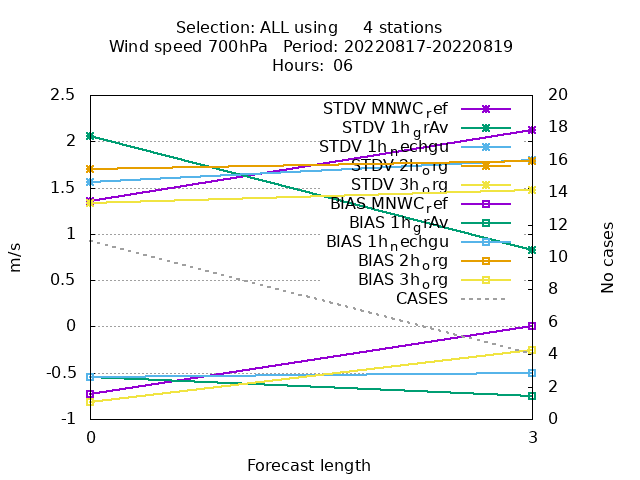 Selection: ALL using 4 stations
Wind speed 700hPa Period: 20220817-20220819
Hours: 06
2.5
2
1.5
1
0.5
0
-0.5
-1
20
18
16
14
12
10
8
6
4
2
0
m/s
No cases
STDV MNWC_ref
STDV 1h_grAv
STDV 1h_nechgu
STDV 2h_org
STDV 3h_org
BIAS MNWC_ref
BIAS 1h_grAv
BIAS 1h_nechgu
BIAS 2h_org
BIAS 3h_org
CASES
0 3
Forecast length